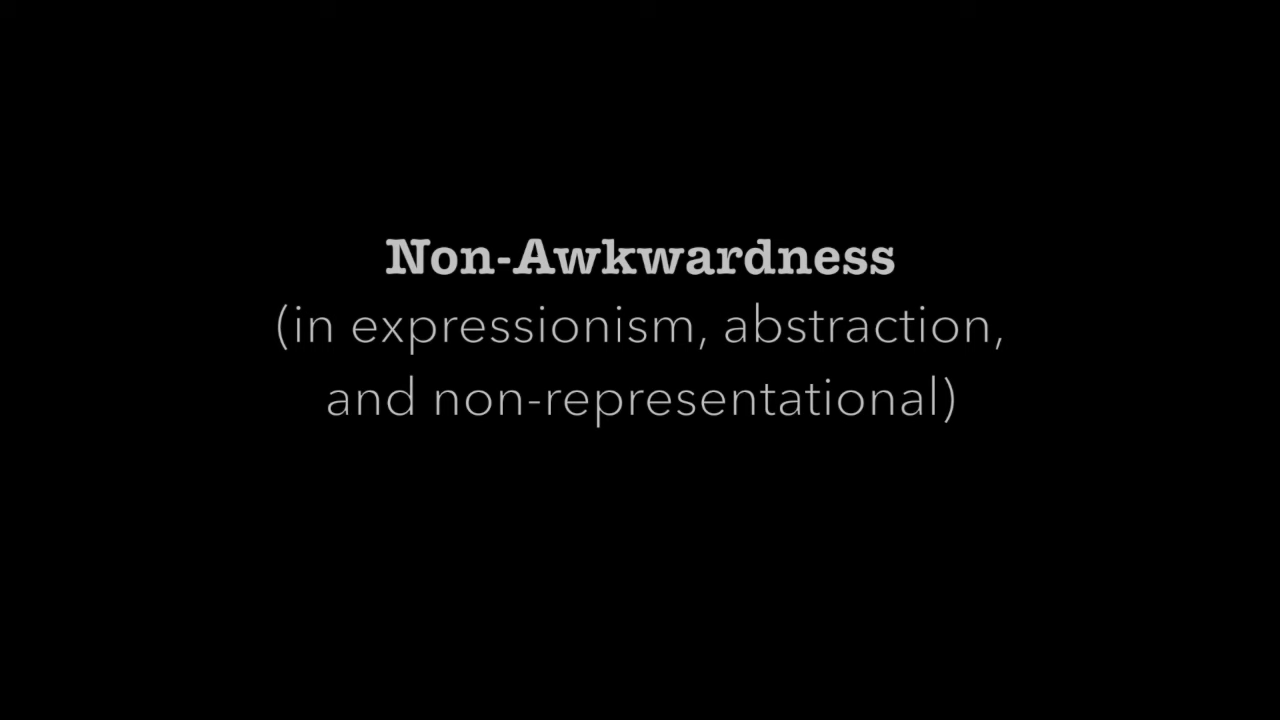 Non-Awkwardness
(in expressionism, abstraction,
and non-representational)